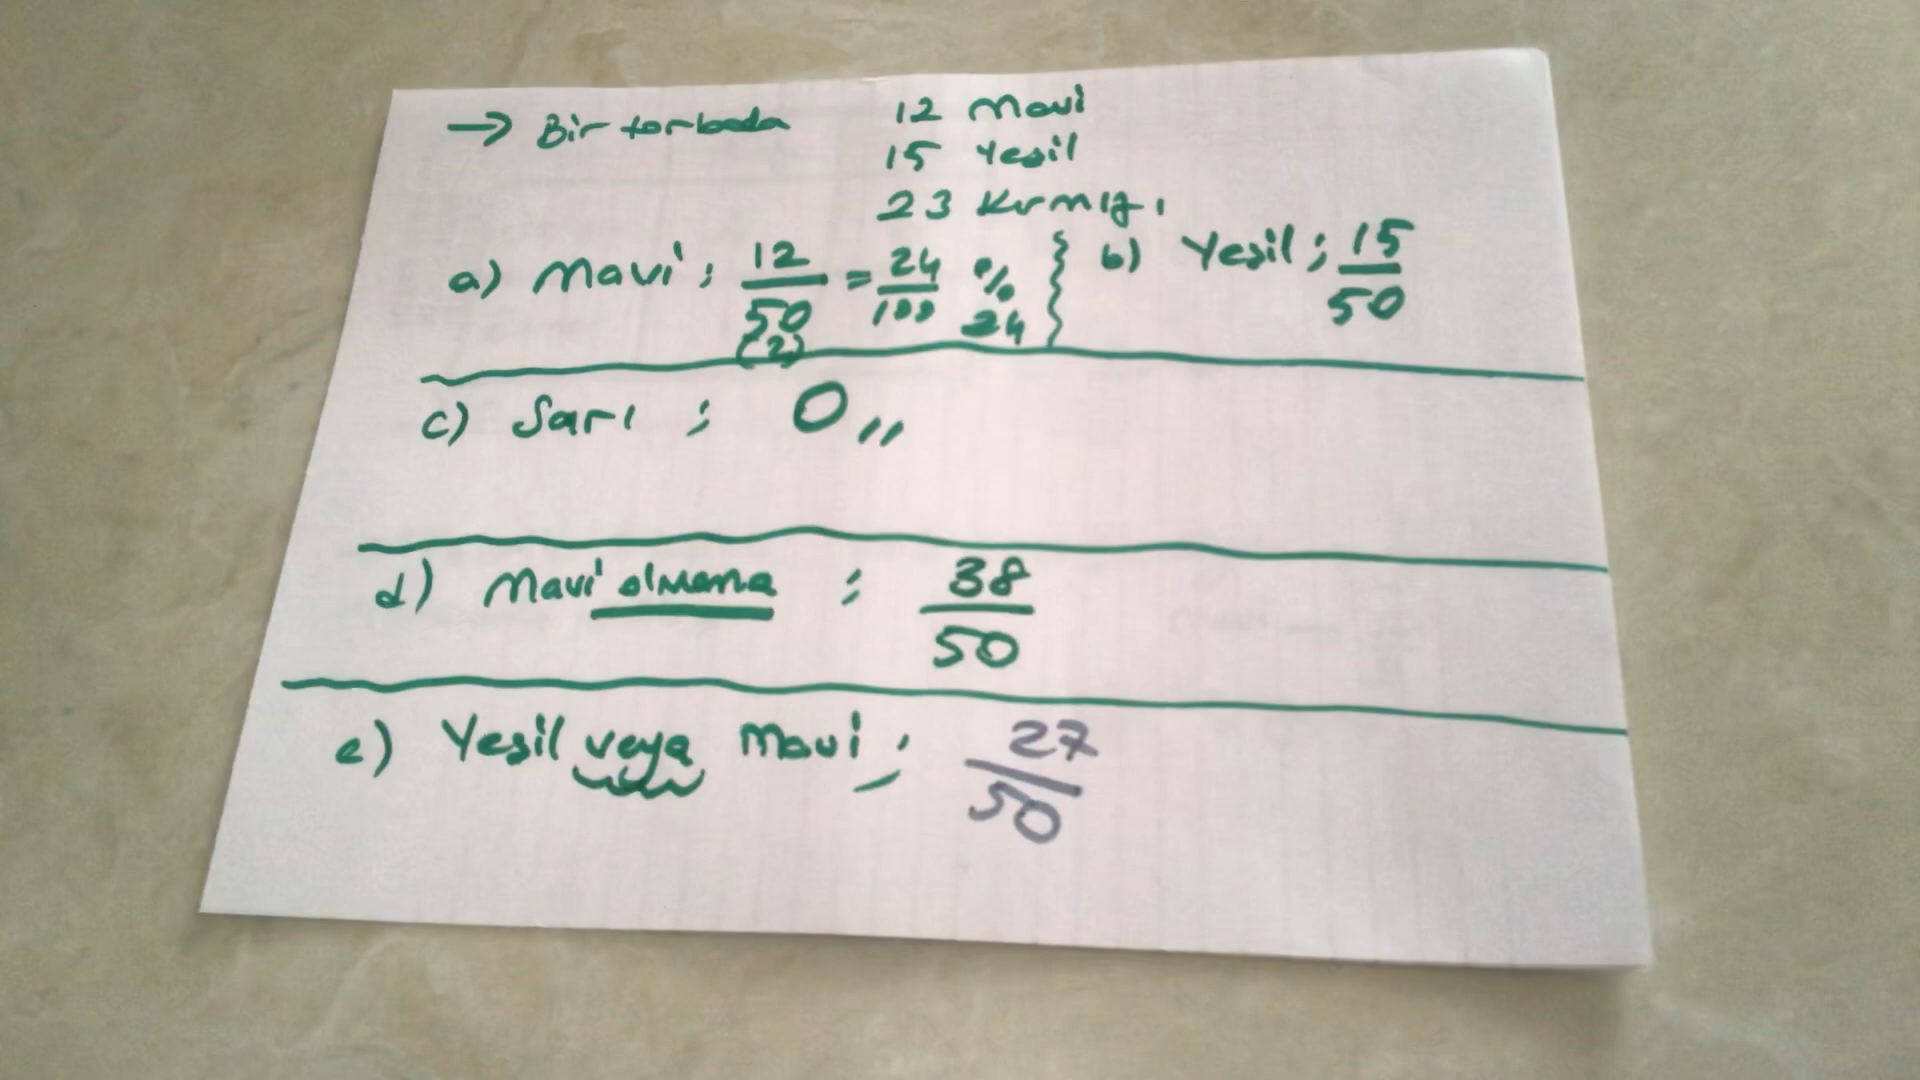 → Bir torbada 12 Mavi
15 Yeşil
23 Kırmızı
a) Mavi ; 12/50 (2) = 24/100 % 24
b) Yeşil ; 15/50
c) Sarı ; 0,,
d) Mavi olmama : 38/50
e) Yeşil veya Mavi ; 27/50